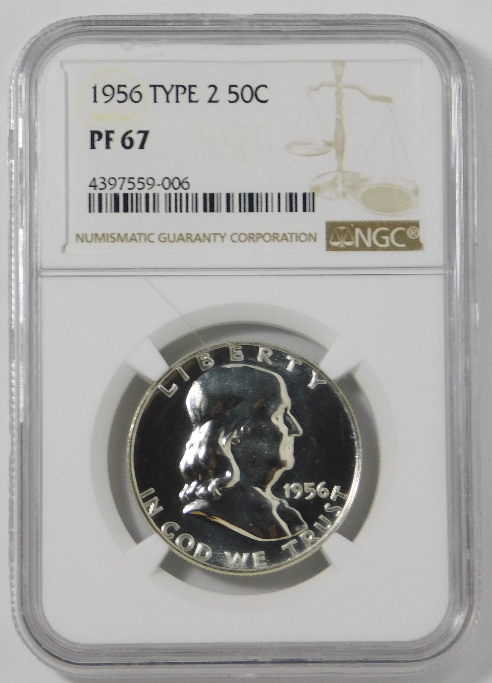 1956 TYPE 2 50C
PF 67
4397559-006
NUMISMATIC GUARANTY CORPORATION
NGC®
LIBERTY
1956
IN GOD WE TRUST